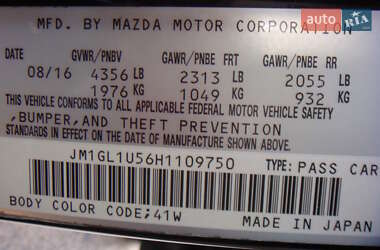 MFD. BY MAZDA MOTOR CORPORATION
GVWR/PNBV GAWR/PNBE FRT GAWR/PNBE RR
08/16 4356 LB 2313 LB 2055 LB
1976 KG 1049 KG 932 KG
THIS VEHICLE CONFORMS TO ALL APPLICABLE FEDERAL MOTOR VEHICLE SAFETY
,BUMPER,AND THEFT PREVENTION
STANDARDS IN EFFECT ON THE DATE OF MANUFACTURE SHOWN ABOVE.
JM1GL1U56H1109750 TYPE: PASS CAR
BODY COLOR CODE;41W
MADE IN JAPAN
auto RIA.com